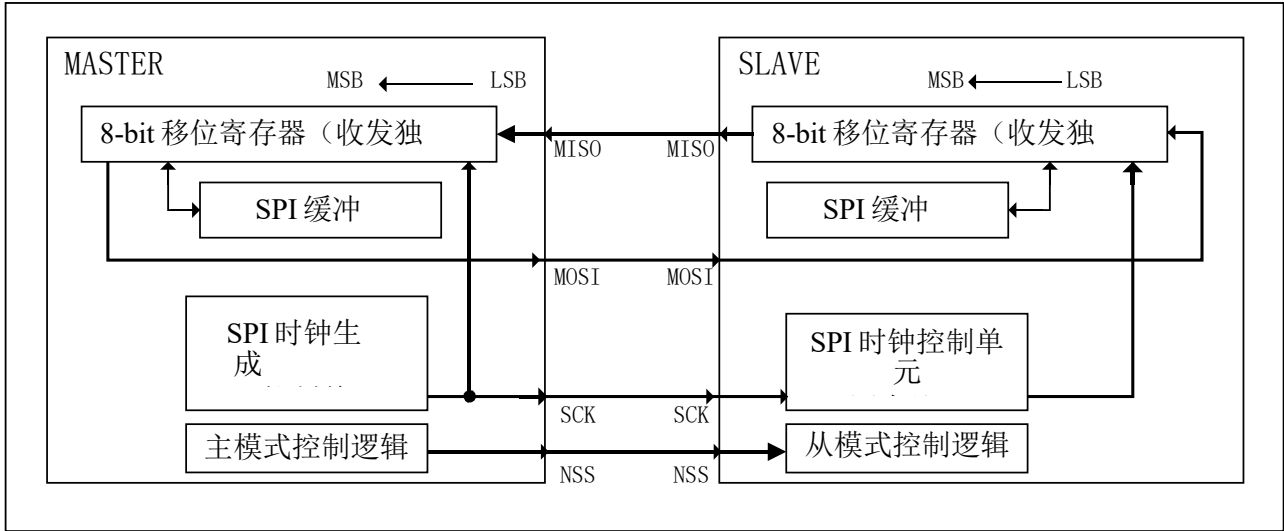 MASTER
MSB LSB
8-bit 移位寄存器（收发独
SPI 缓冲
SPI 时钟生
成
主模式控制逻辑
MISO MISO
MOSI MOSI
SCK SCK
NSS NSS
SLAVE
MSB LSB
8-bit 移位寄存器（收发独
SPI 缓冲
SPI 时钟控制单
元
从模式控制逻辑